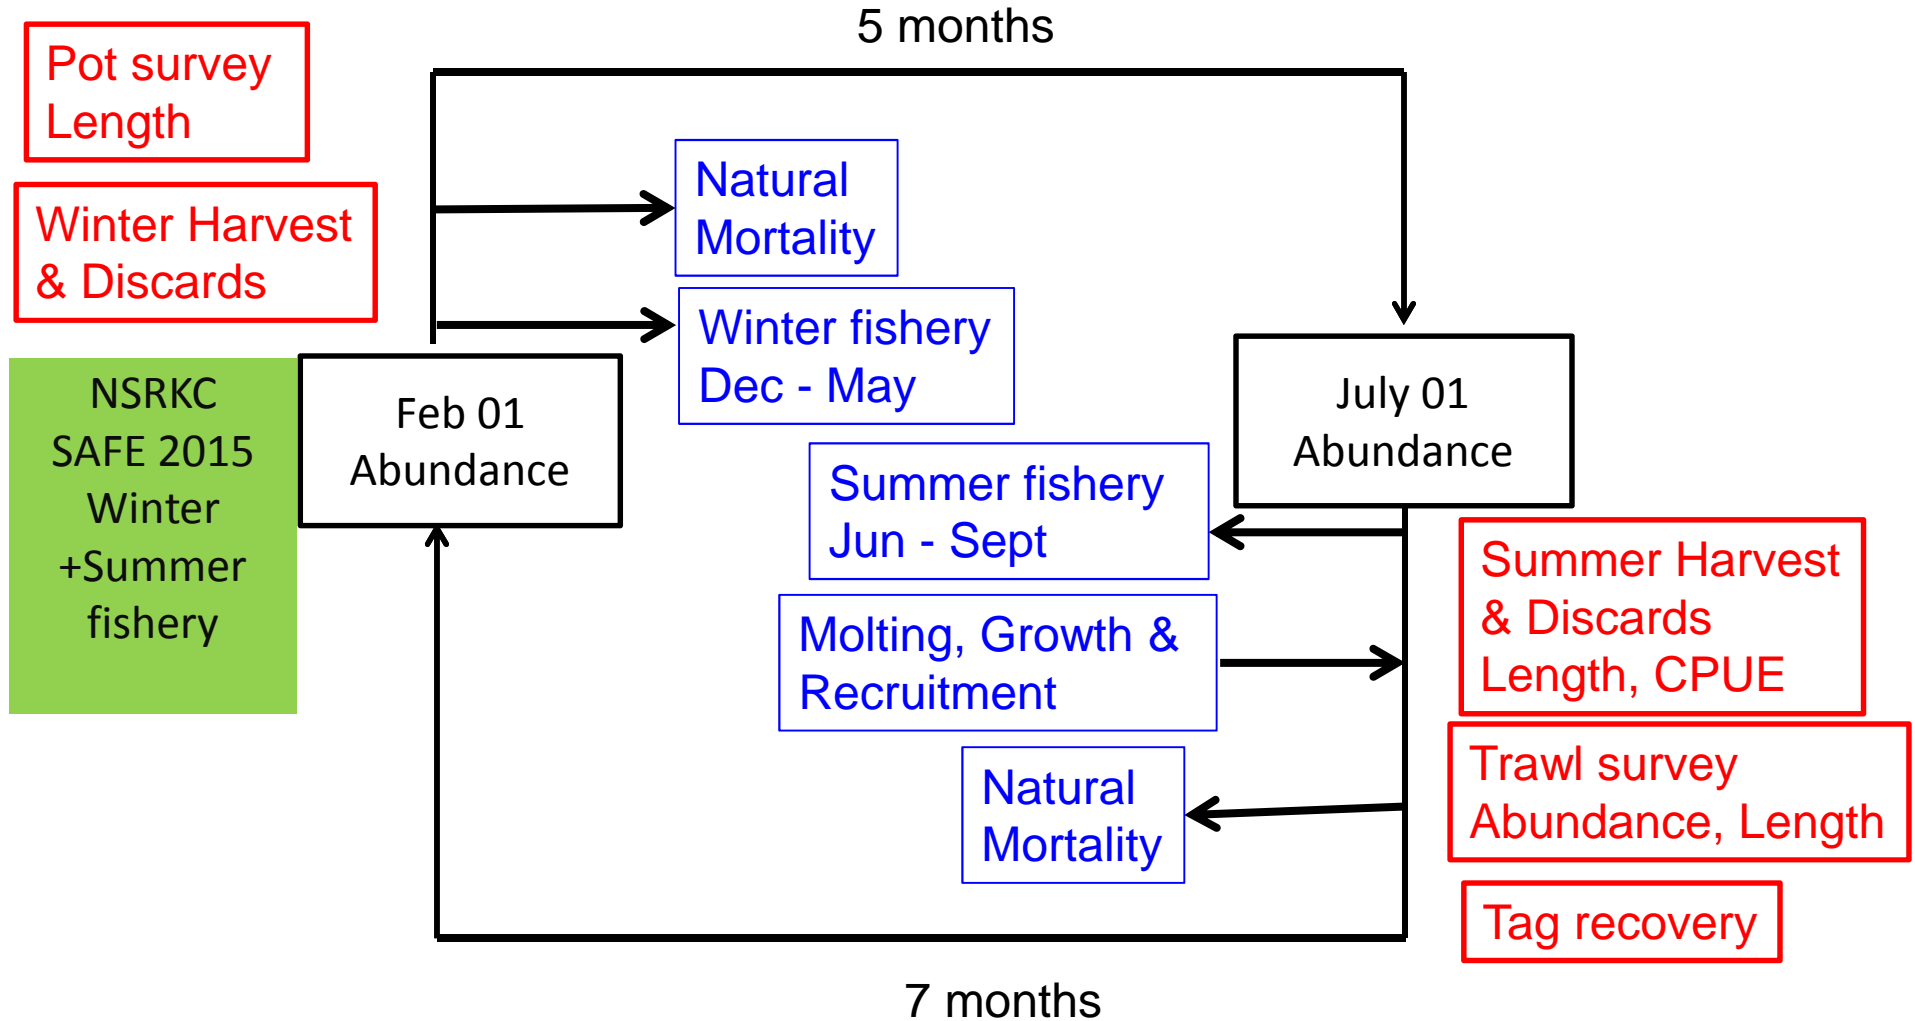 5 months
Pot survey
Length
Winter Harvest
& Discards
Natural
Mortality
Winter fishery
Dec - May
NSRKC
SAFE 2015
Winter
+Summer
fishery
Feb 01
Abundance
July 01
Abundance
Summer fishery
Jun - Sept
Molting, Growth &
Recruitment
Natural
Mortality
Summer Harvest
& Discards
Length, CPUE
Trawl survey
Abundance, Length
Tag recovery
7 months